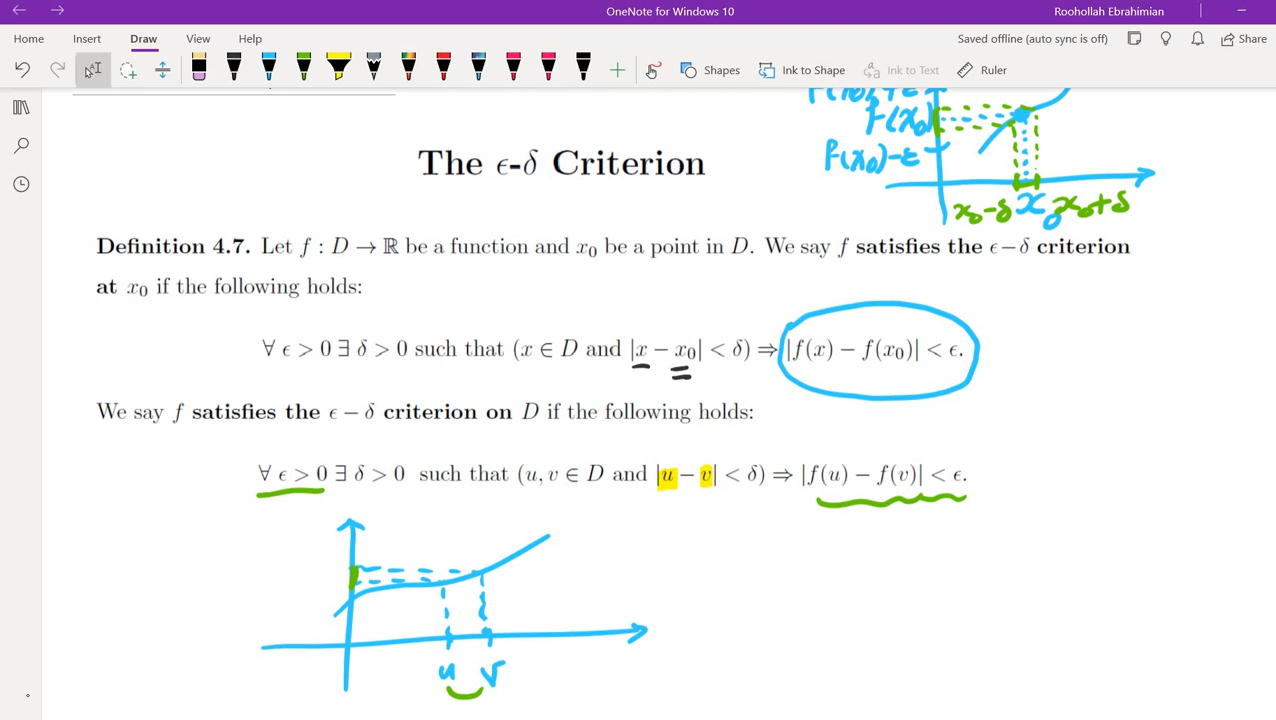 OneNote for Windows 10
Roohollah Ebrahimian
Home Insert Draw View Help
Saved offline (auto sync is off)
Share
Shapes
Ink to Shape
Ink to Text
Ruler
f(x₀)+ε
f(x₀)
f(x₀)-ε
x₀-δ x₀ x₀+δ
The ϵ-δ Criterion
Definition 4.7. Let f : D → ℝ be a function and x₀ be a point in D. We say f satisfies the ϵ − δ criterion
at x₀ if the following holds:
∀ ϵ > 0 ∃ δ > 0 such that (x ∈ D and |x − x₀| < δ) ⇒ |f(x) − f(x₀)| < ϵ.
We say f satisfies the ϵ − δ criterion on D if the following holds:
∀ ϵ > 0 ∃ δ > 0 such that (u, v ∈ D and |u − v| < δ) ⇒ |f(u) − f(v)| < ϵ.
u v